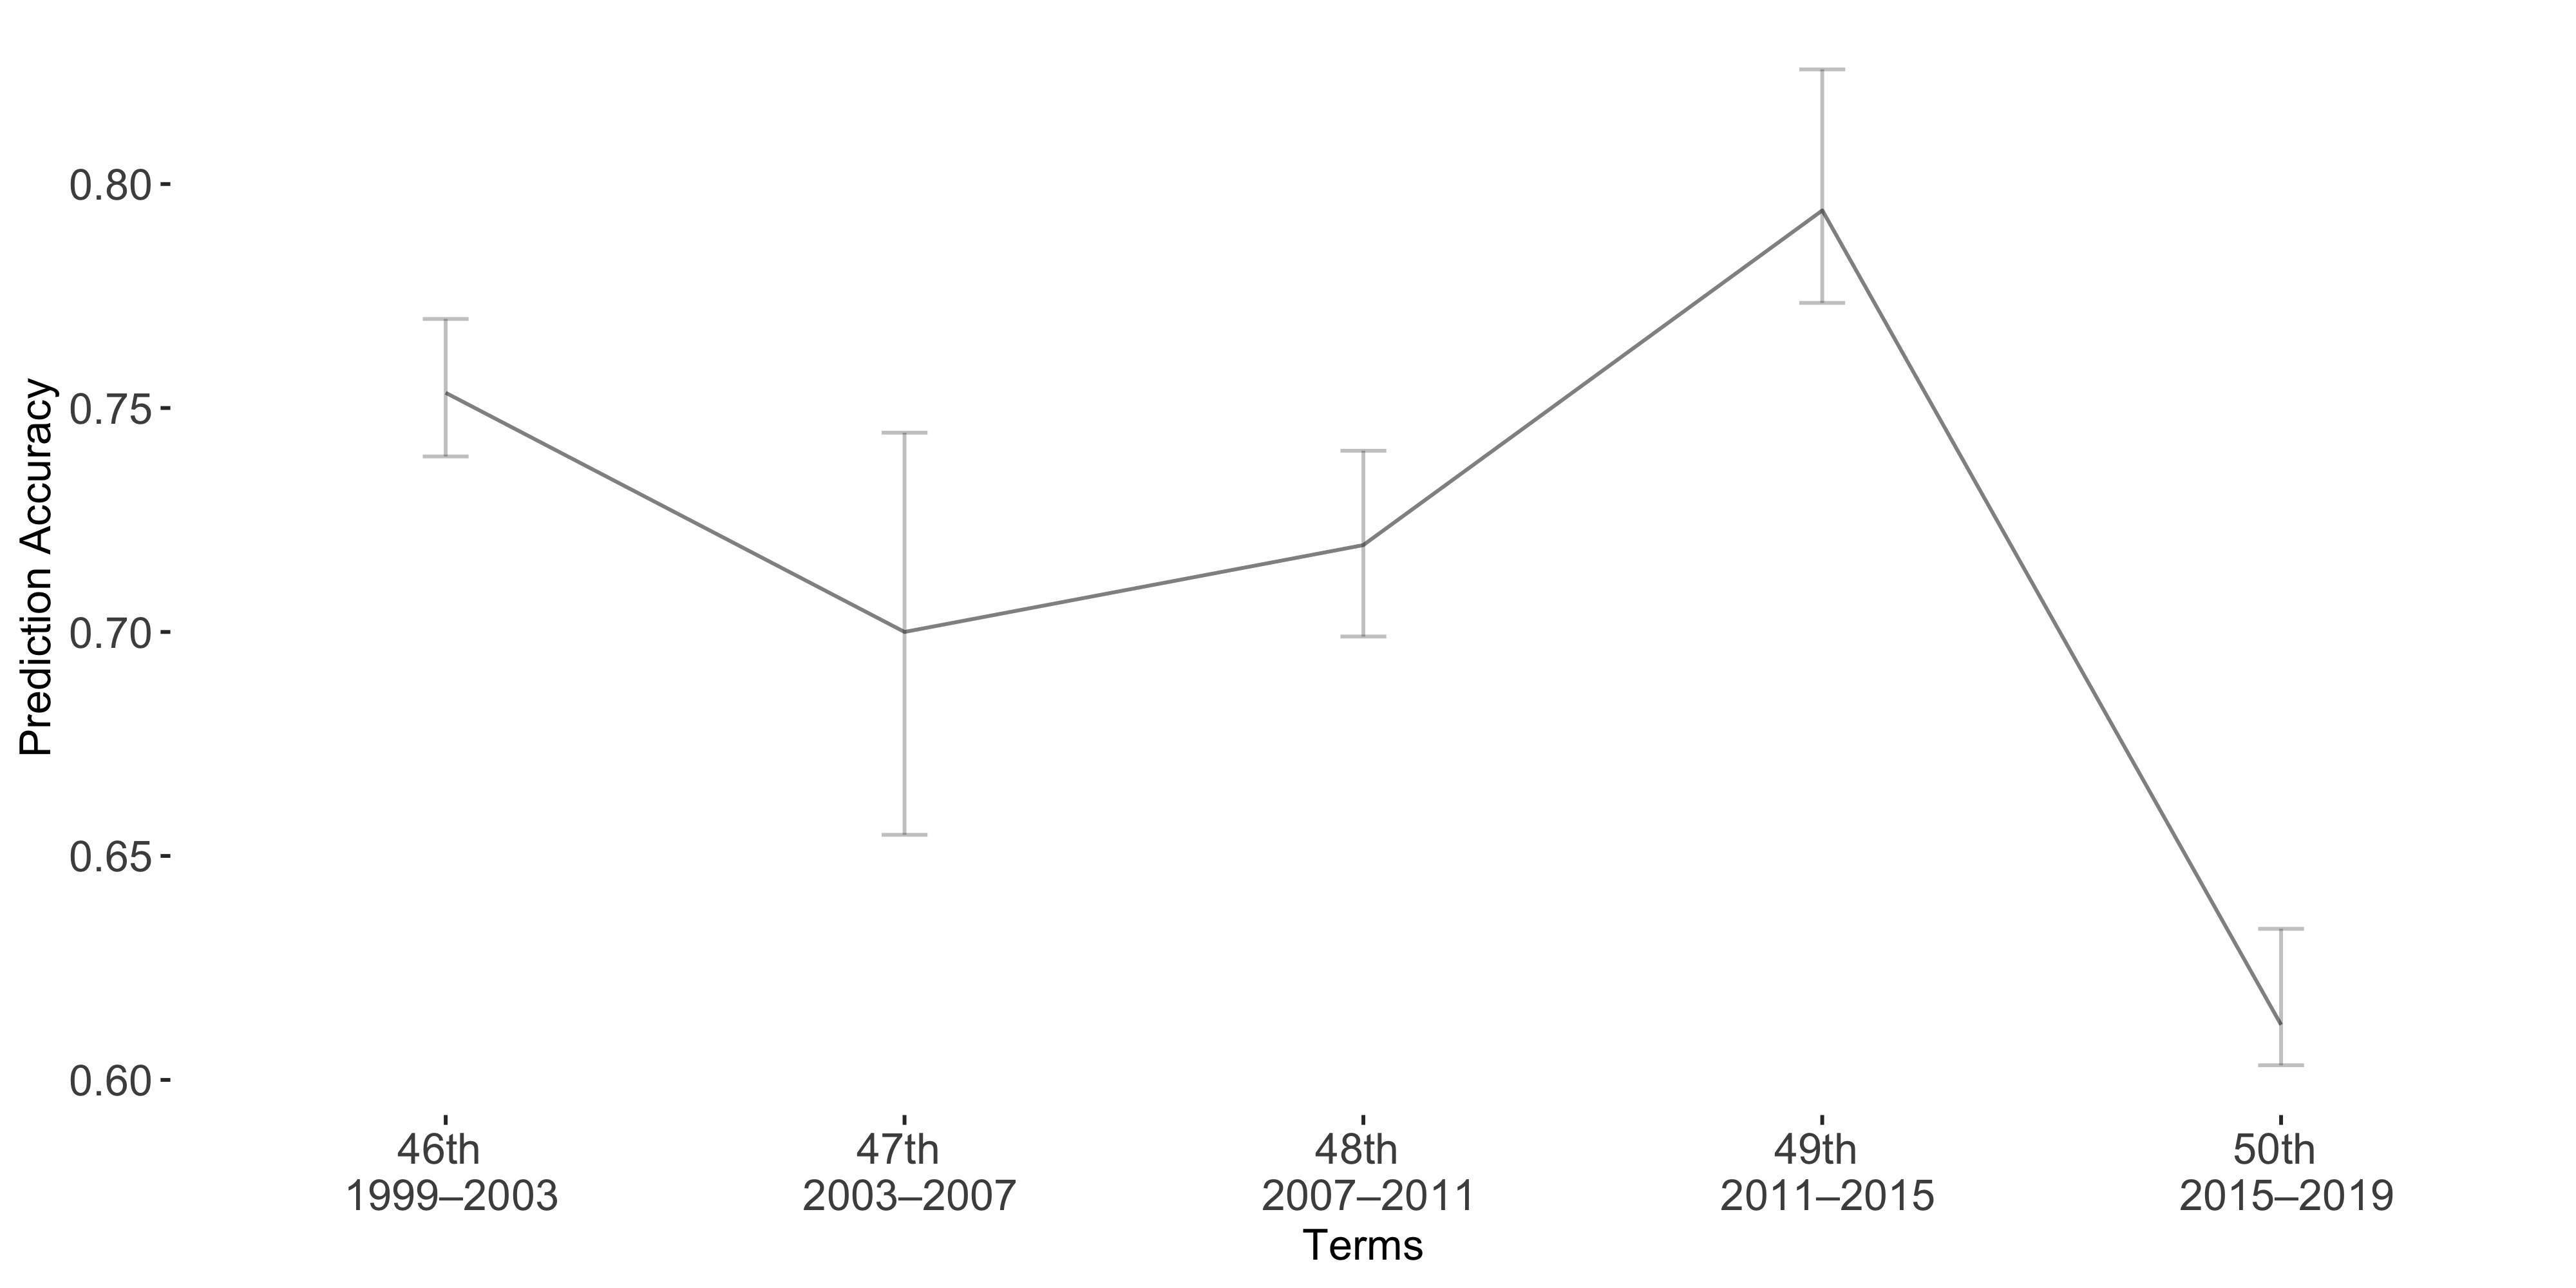 Prediction Accuracy
0.80
0.75
0.70
0.65
0.60
46th
1999–2003
47th
2003–2007
48th
2007–2011
49th
2011–2015
50th
2015–2019
Terms